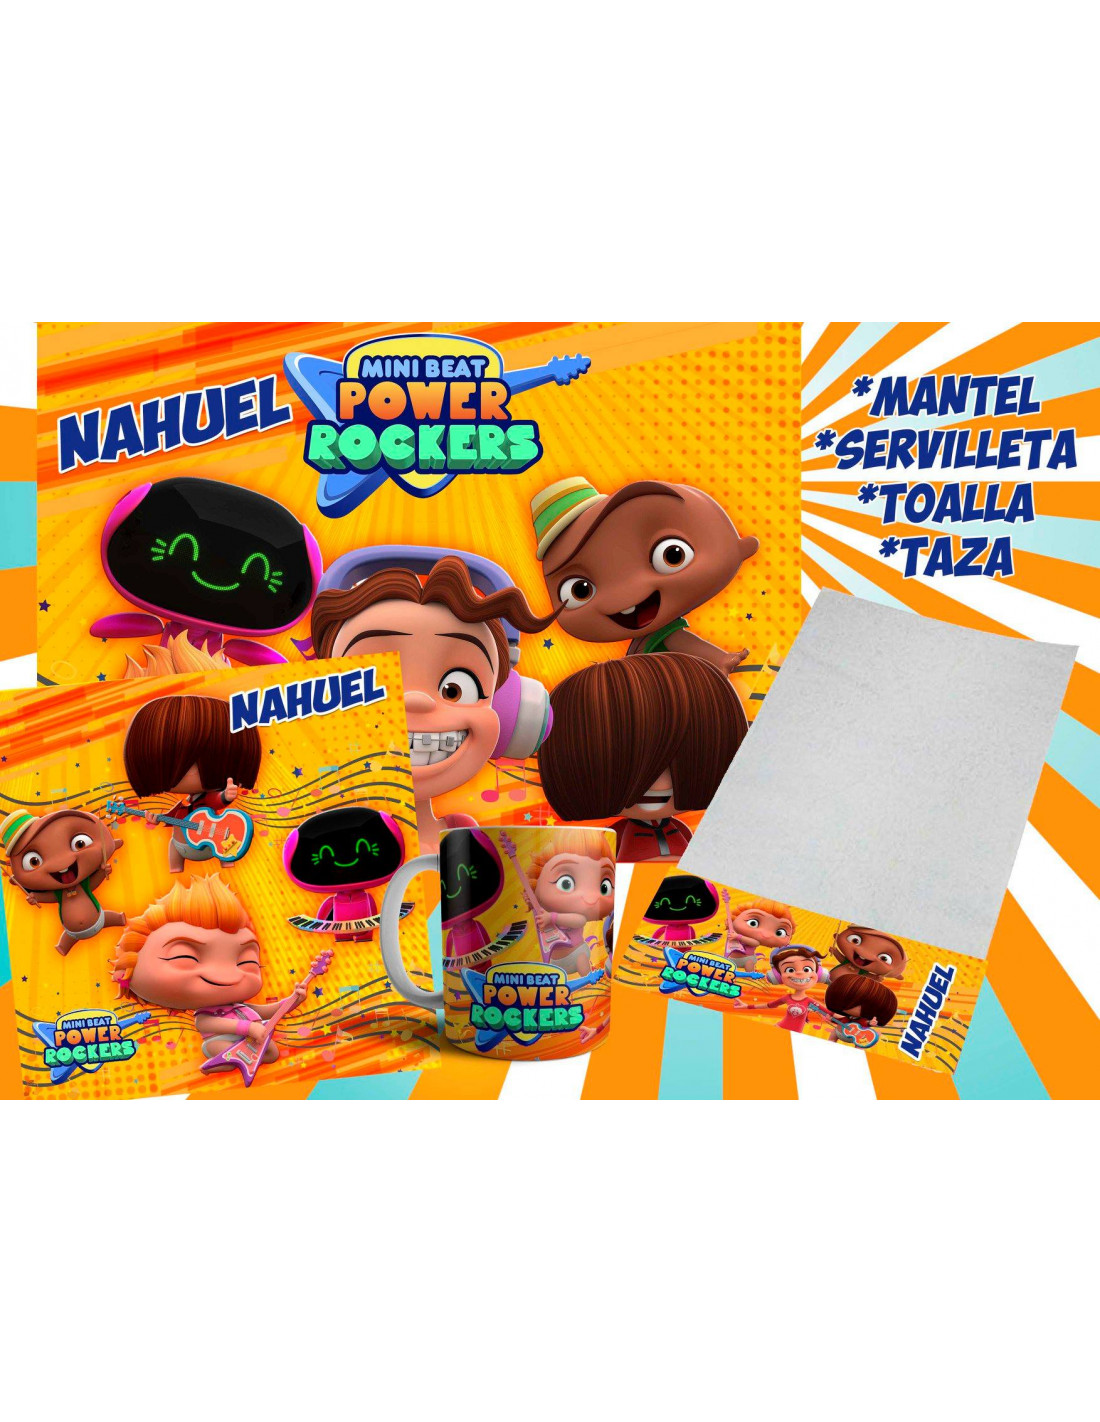 NAHUEL
MINI BEAT
POWER
ROCKERS
*MANTEL
*SERVILLETA
*TOALLA
*TAZA
NAHUEL
MINI BEAT
POWER
ROCKERS
MINI BEAT
POWER
ROCKERS
MINI BEAT
POWER
ROCKERS
NAHUEL